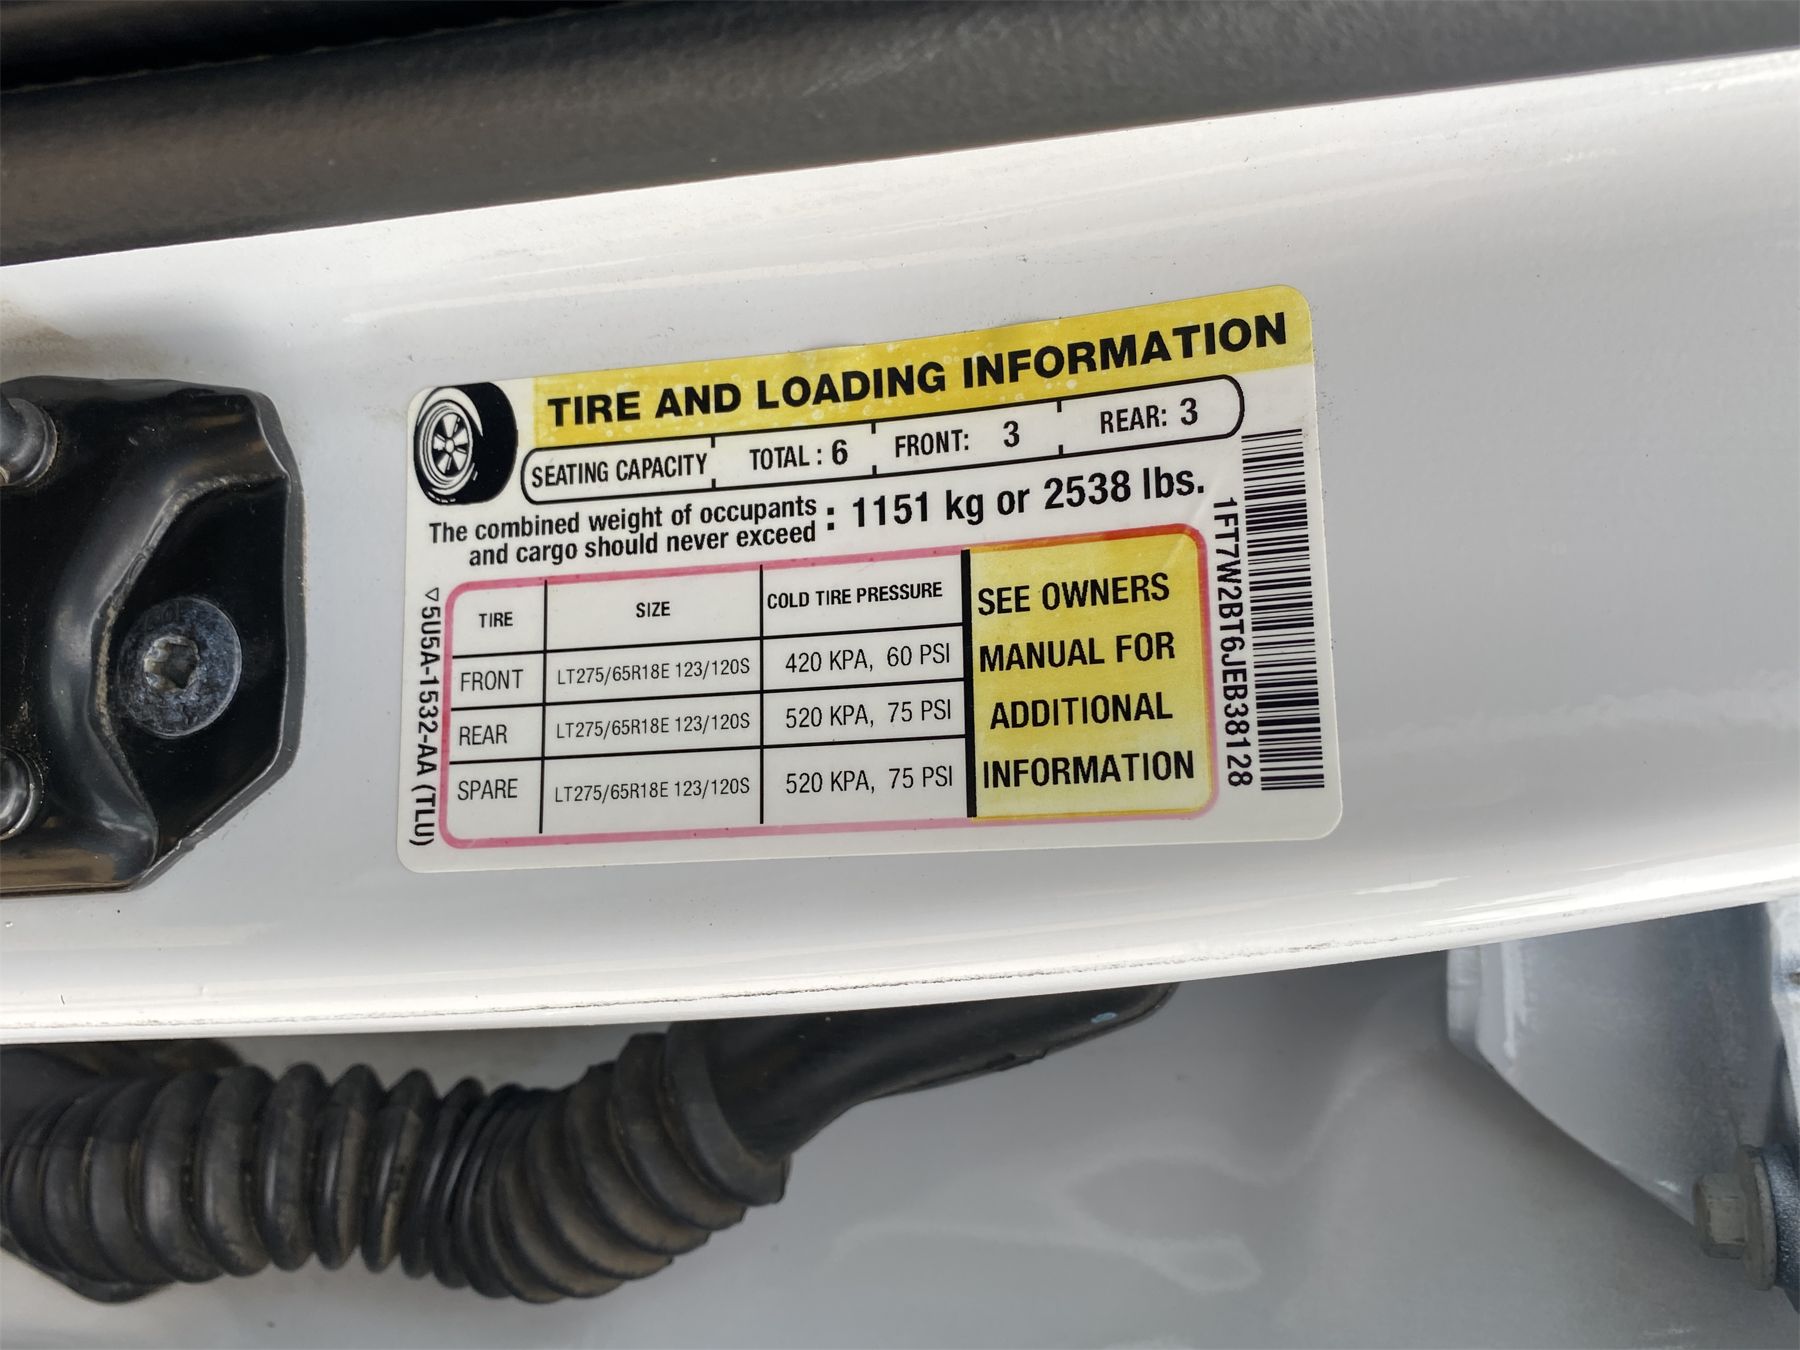 TIRE AND LOADING INFORMATION
SEATING CAPACITY TOTAL : 6 FRONT: 3 REAR: 3
The combined weight of occupants
and cargo should never exceed : 1151 kg or 2538 lbs.
TIRE SIZE COLD TIRE PRESSURE
FRONT LT275/65R18E 123/120S 420 KPA, 60 PSI
REAR LT275/65R18E 123/120S 520 KPA, 75 PSI
SPARE LT275/65R18E 123/120S 520 KPA, 75 PSI
SEE OWNERS
MANUAL FOR
ADDITIONAL
INFORMATION
5U5A-1532-AA (TLU)
1FT7W2BT6JEB38128